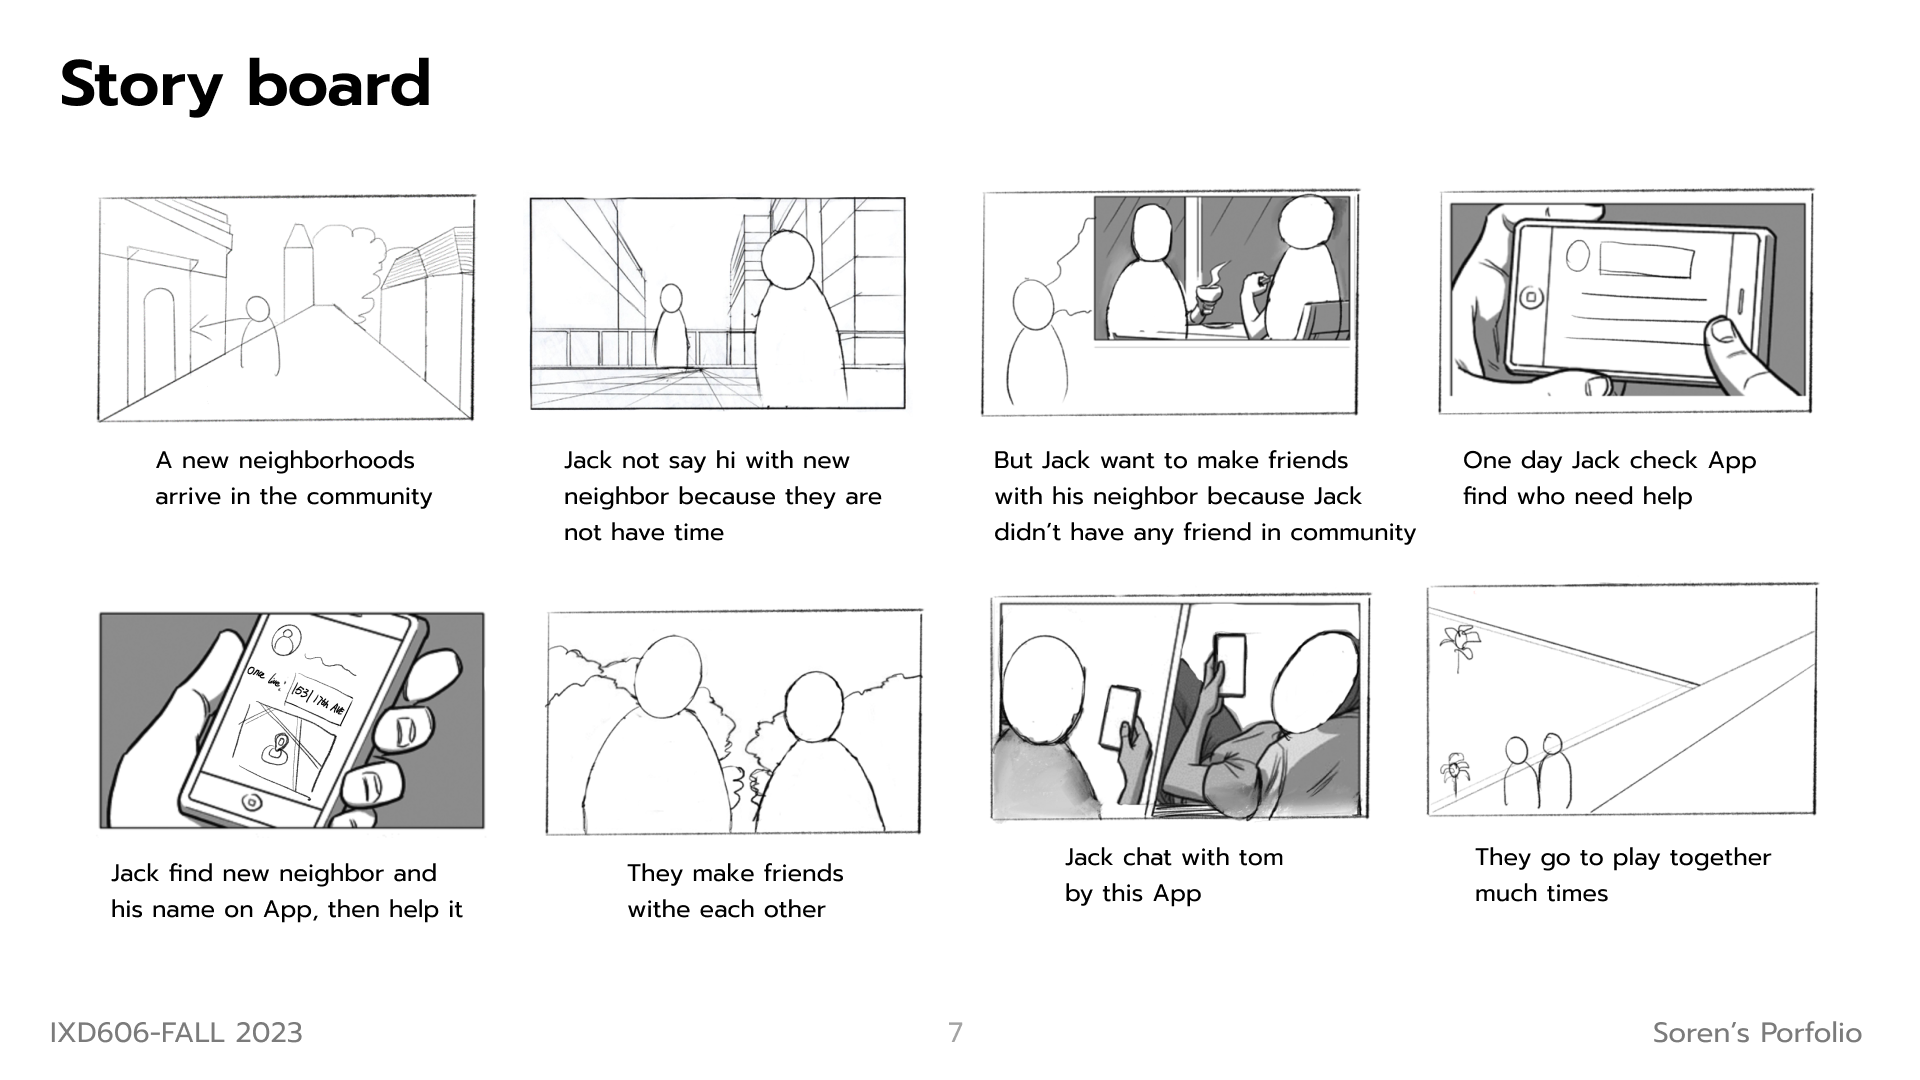 Story board
A new neighborhoods
arrive in the community
Jack not say hi with new
neighbor because they are
not have time
But Jack want to make friends
with his neighbor because Jack
didn't have any friend in community
One day Jack check App
find who need help
153/ 17th AVE
Jack find new neighbor and
his name on App, then help it
They make friends
withe each other
Jack chat with tom
by this App
They go to play together
much times
IXD606-FALL 2023
7
Soren's Porfolio